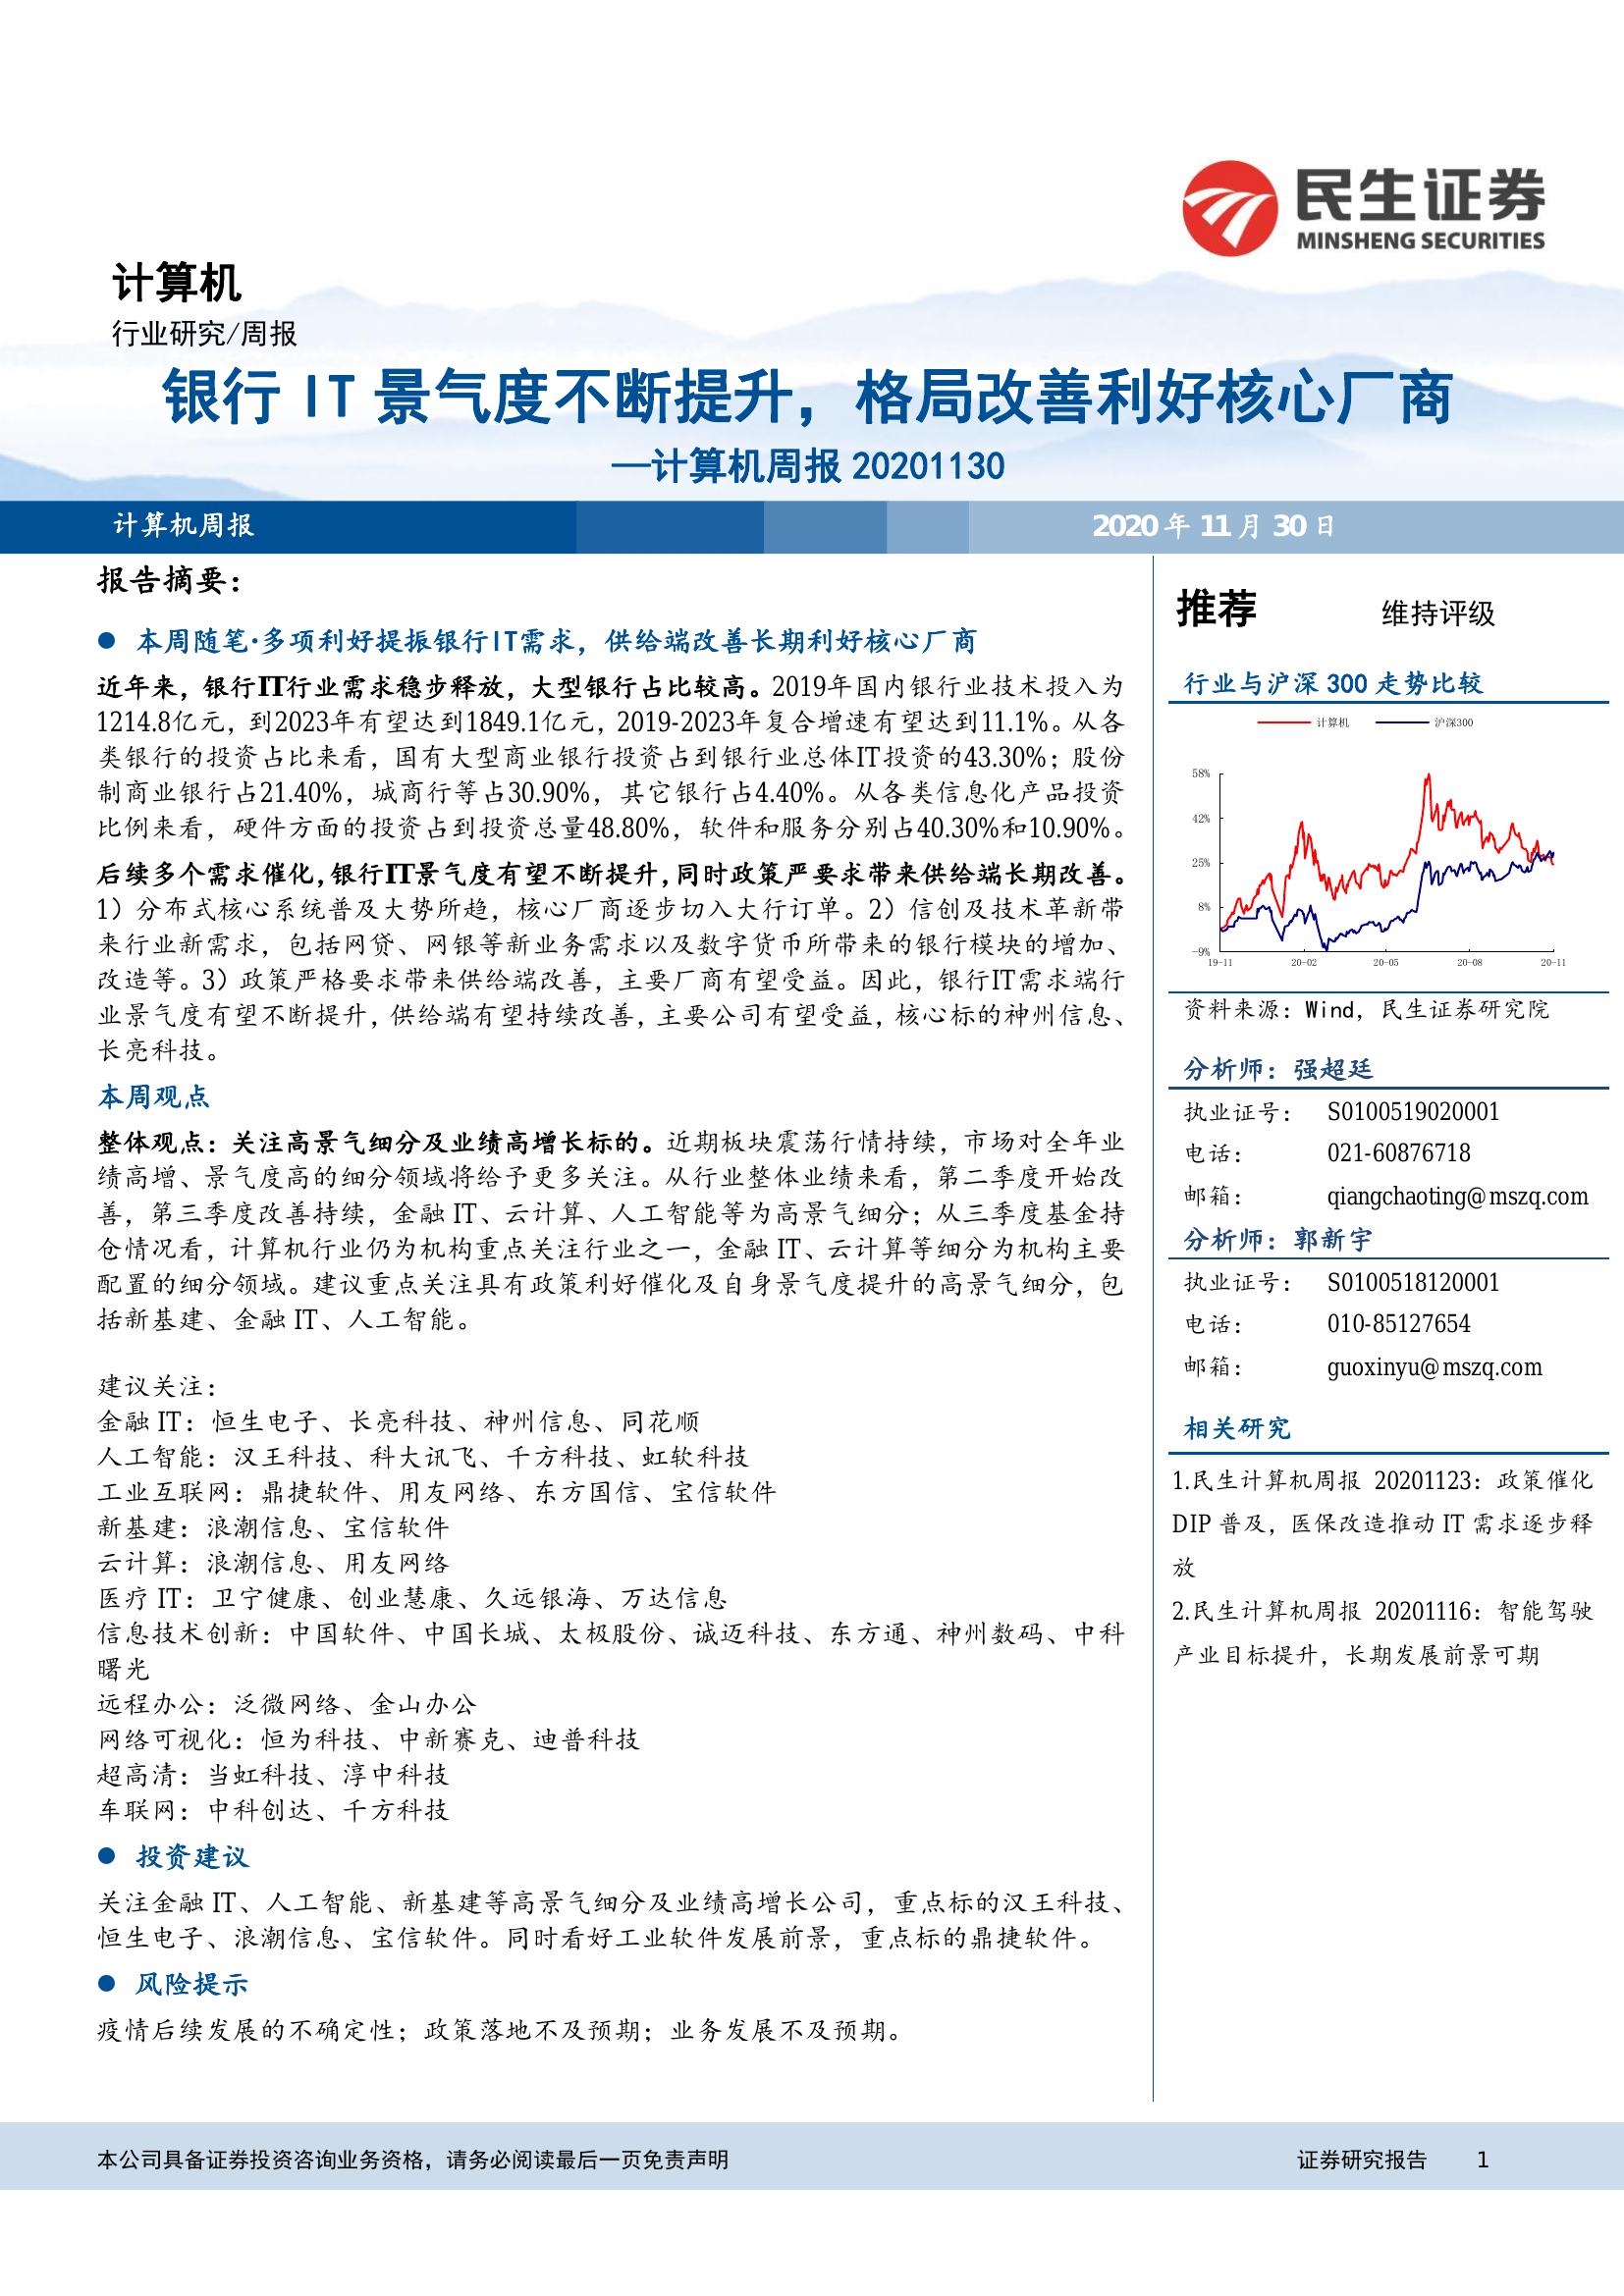 民生证券
MINSHENG SECURITIES
计算机
行业研究/周报
银行 IT 景气度不断提升，格局改善利好核心厂商
—计算机周报 20201130
计算机周报
2020 年 11 月 30 日
报告摘要：
● 本周随笔·多项利好提振银行IT需求，供给端改善长期利好核心厂商
近年来，银行IT行业需求稳步释放，大型银行占比较高。2019年国内银行业技术投入为
1214.8亿元，到2023年有望达到1849.1亿元，2019-2023年复合增速有望达到11.1%。从各
类银行的投资占比来看，国有大型商业银行投资占到银行业总体IT投资的43.30%；股份
制商业银行占21.40%，城商行等占30.90%，其它银行占4.40%。从各类信息化产品投资
比例来看，硬件方面的投资占到投资总量48.80%，软件和服务分别占40.30%和10.90%。
后续多个需求催化，银行IT景气度有望不断提升，同时政策严要求带来供给端长期改善。
1）分布式核心系统普及大势所趋，核心厂商逐步切入大行订单。2）信创及技术革新带
来行业新需求，包括网贷、网银等新业务需求以及数字货币所带来的银行模块的增加、
改造等。3）政策严格要求带来供给端改善，主要厂商有望受益。因此，银行IT需求端行
业景气度有望不断提升，供给端有望持续改善，主要公司有望受益，核心标的神州信息、
长亮科技。
本周观点
整体观点：关注高景气细分及业绩高增长标的。近期板块震荡行情持续，市场对全年业
绩高增、景气度高的细分领域将给予更多关注。从行业整体业绩来看，第二季度开始改
善，第三季度改善持续，金融 IT、云计算、人工智能等为高景气细分；从三季度基金持
仓情况看，计算机行业仍为机构重点关注行业之一，金融 IT、云计算等细分为机构主要
配置的细分领域。建议重点关注具有政策利好催化及自身景气度提升的高景气细分，包
括新基建、金融 IT、人工智能。
建议关注：
金融 IT：恒生电子、长亮科技、神州信息、同花顺
人工智能：汉王科技、科大讯飞、千方科技、虹软科技
工业互联网：鼎捷软件、用友网络、东方国信、宝信软件
新基建：浪潮信息、宝信软件
云计算：浪潮信息、用友网络
医疗 IT：卫宁健康、创业慧康、久远银海、万达信息
信息技术创新：中国软件、中国长城、太极股份、诚迈科技、东方通、神州数码、中科
曙光
远程办公：泛微网络、金山办公
网络可视化：恒为科技、中新赛克、迪普科技
超高清：当虹科技、淳中科技
车联网：中科创达、千方科技
● 投资建议
关注金融 IT、人工智能、新基建等高景气细分及业绩高增长公司，重点标的汉王科技、
恒生电子、浪潮信息、宝信软件。同时看好工业软件发展前景，重点标的鼎捷软件。
● 风险提示
疫情后续发展的不确定性；政策落地不及预期；业务发展不及预期。
推荐 维持评级
行业与沪深 300 走势比较
计算机 沪深300
58%
42%
25%
8%
-9%
19-11 20-02 20-05 20-08 20-11
资料来源：Wind，民生证券研究院
分析师：强超廷
执业证号： S0100519020001
电话： 021-60876718
邮箱： qiangchaoting@mszq.com
分析师：郭新宇
执业证号： S0100518120001
电话： 010-85127654
邮箱： guoxinyu@mszq.com
相关研究
1.民生计算机周报 20201123：政策催化
DIP 普及，医保改造推动 IT 需求逐步释
放
2.民生计算机周报 20201116：智能驾驶
产业目标提升，长期发展前景可期
本公司具备证券投资咨询业务资格，请务必阅读最后一页免责声明
证券研究报告 1